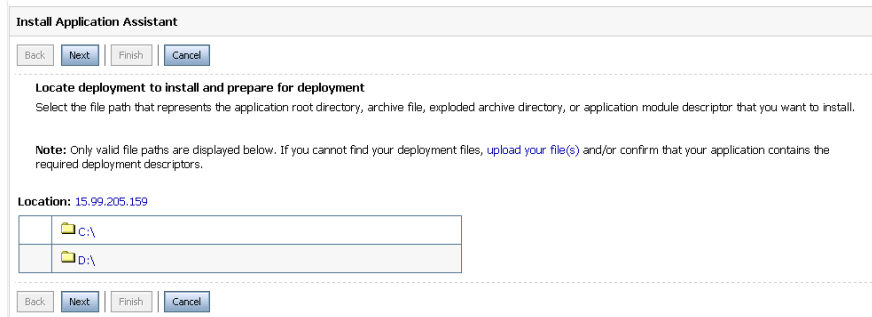 Install Application Assistant
Back Next Finish Cancel
Locate deployment to install and prepare for deployment
Select the file path that represents the application root directory, archive file, exploded archive directory, or application module descriptor that you want to install.
Note: Only valid file paths are displayed below. If you cannot find your deployment files, upload your file(s) and/or confirm that your application contains the
required deployment descriptors.
Location: 15.99.205.159
C:\
D:\
Back Next Finish Cancel